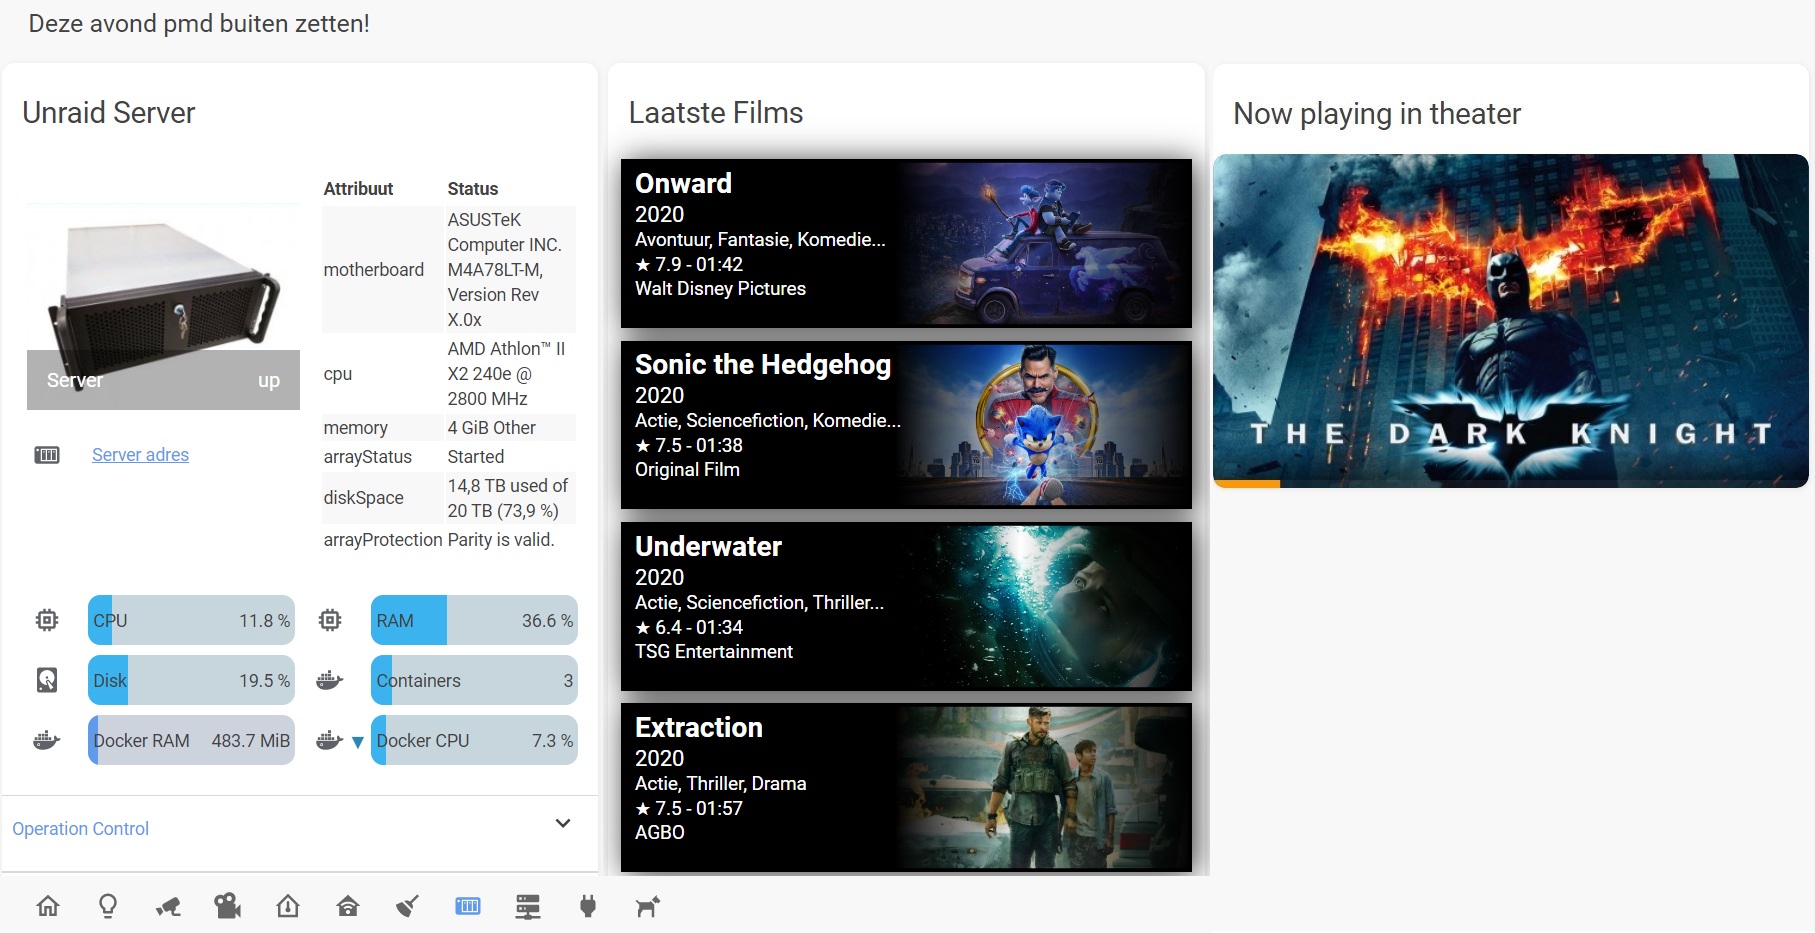 Deze avond pmd buiten zetten!
Unraid Server
Server
up
Server adres
Attribuut Status
motherboard
ASUSTeK
Computer INC.
M4A78LT-M,
Version Rev
X.0x
cpu
AMD Athlon™ II
X2 240e @
2800 MHz
memory 4 GiB Other
arrayStatus Started
diskSpace
14,8 TB used of
20 TB (73,9 %)
arrayProtection Parity is valid.
CPU 11.8 %
RAM 36.6 %
Disk 19.5 %
Containers 3
Docker RAM 483.7 MiB
▼ Docker CPU 7.3 %
Operation Control
Laatste Films
Onward
2020
Avontuur, Fantasie, Komedie...
★ 7.9 - 01:42
Walt Disney Pictures
Sonic the Hedgehog
2020
Actie, Sciencefiction, Komedie...
★ 7.5 - 01:38
Original Film
Underwater
2020
Actie, Sciencefiction, Thriller...
★ 6.4 - 01:34
TSG Entertainment
Extraction
2020
Actie, Thriller, Drama
★ 7.5 - 01:57
AGBO
Now playing in theater
THE DARK KNIGHT